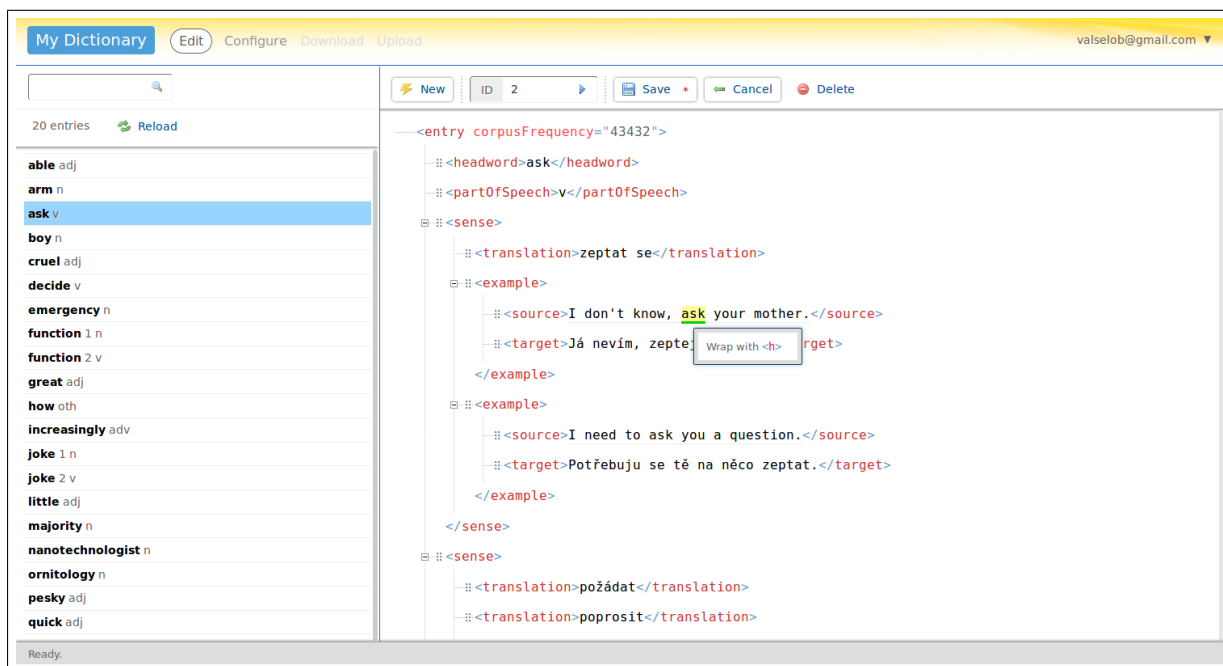 My Dictionary Edit Configure Download Upload valselob@gmail.com ▼
New ID 2 Save * Cancel Delete
20 entries Reload
able adj
arm n
ask v
boy n
cruel adj
decide v
emergency n
function 1 n
function 2 v
great adj
how oth
increasingly adv
joke 1 n
joke 2 v
little adj
majority n
nanotechnologist n
ornitology n
pesky adj
quick adj
<entry corpusFrequency="43432">
<headword>ask</headword>
<partOfSpeech>v</partOfSpeech>
<sense>
<translation>zeptat se</translation>
<example>
<source>I don't know, ask your mother.</source>
<target>Já nevím, zeptej rget>
Wrap with <h>
</example>
<example>
<source>I need to ask you a question.</source>
<target>Potřebuju se tě na něco zeptat.</target>
</example>
</sense>
<sense>
<translation>požádat</translation>
<translation>poprosit</translation>
Ready.